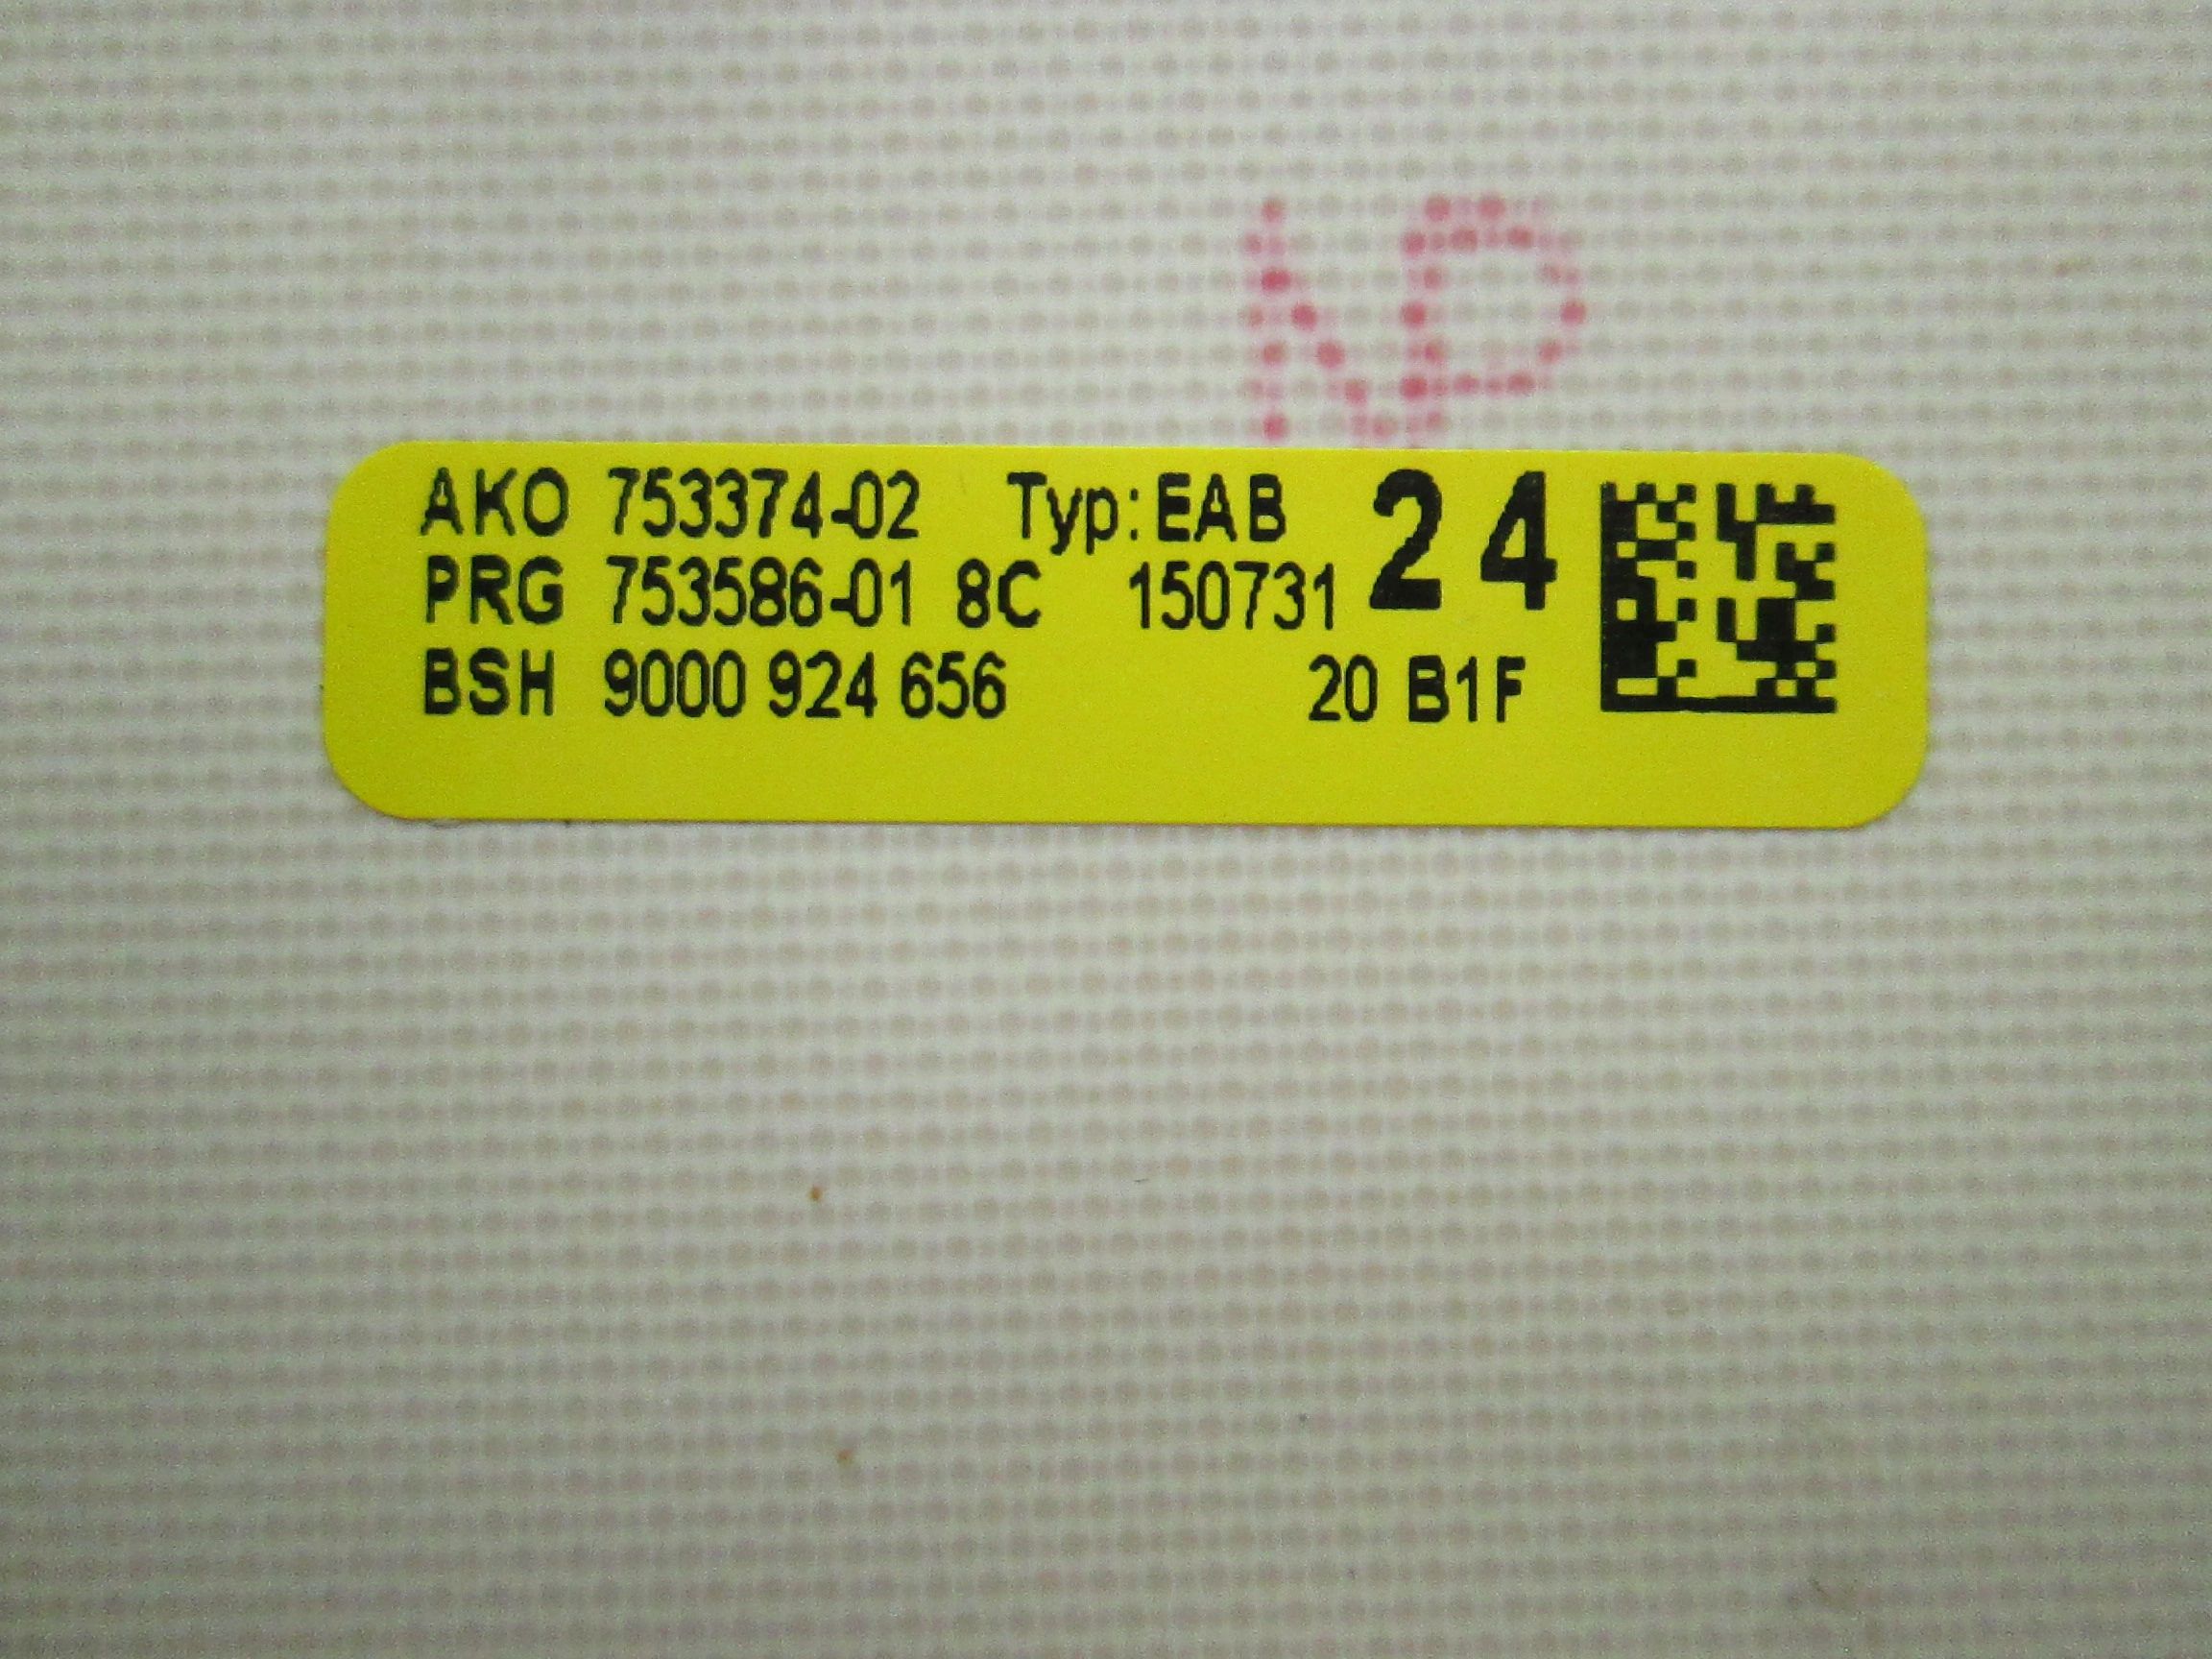 AKO 753374-02 Typ: EAB 24
PRG 753586-01 8C 150731
BSH 9000 924 656 20 B1F